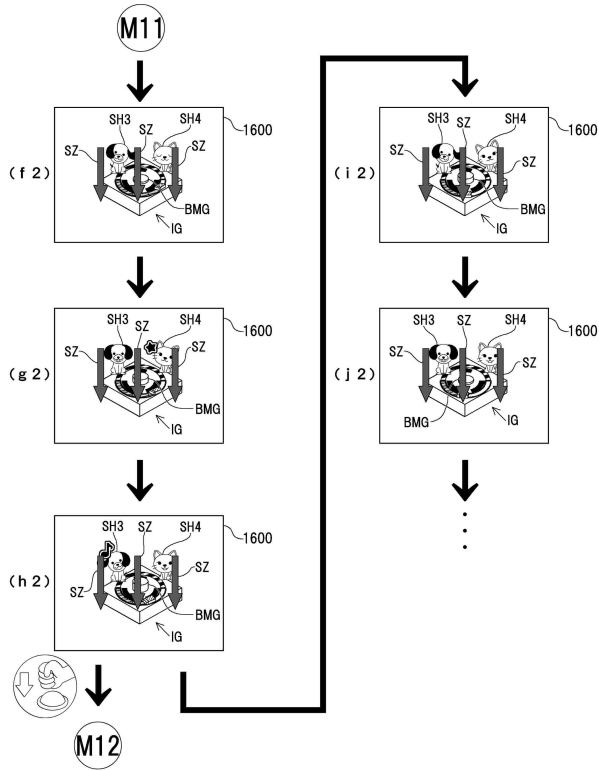 M11
(f2)
SH3
SZ
SH4
1600
SZ
SZ
BMG
IG
(g2)
SH3
SZ
SH4
1600
SZ
SZ
BMG
IG
(h2)
SH3
SZ
SH4
1600
SZ
SZ
BMG
IG
M12
(i2)
SH3
SZ
SH4
1600
SZ
SZ
BMG
IG
(j2)
SH3
SZ
SH4
1600
SZ
SZ
BMG
IG